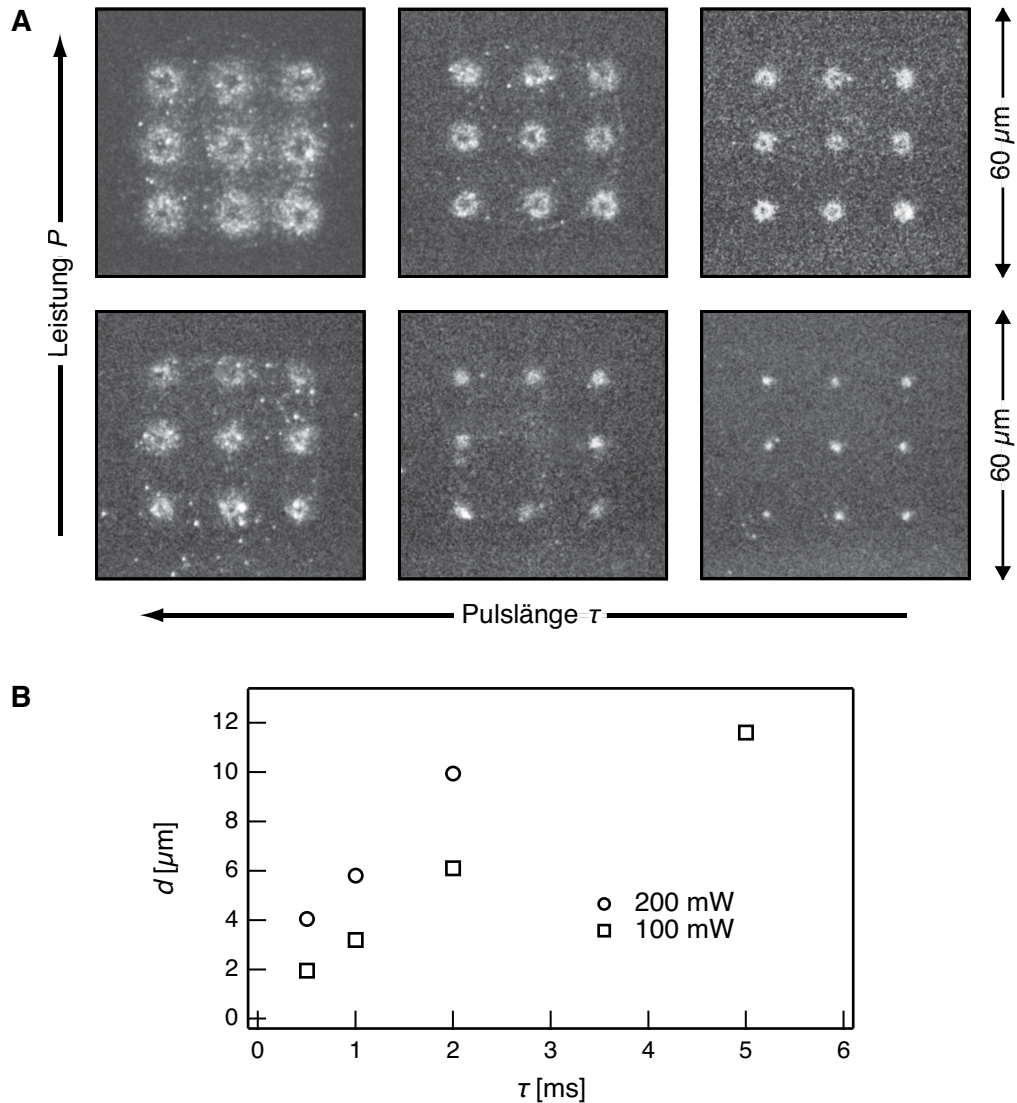 A
Leistung P
60 µm
60 µm
Pulslänge τ
B
12
10
8
6
4
2
0
d [µm]
200 mW
100 mW
0 1 2 3 4 5 6
τ [ms]